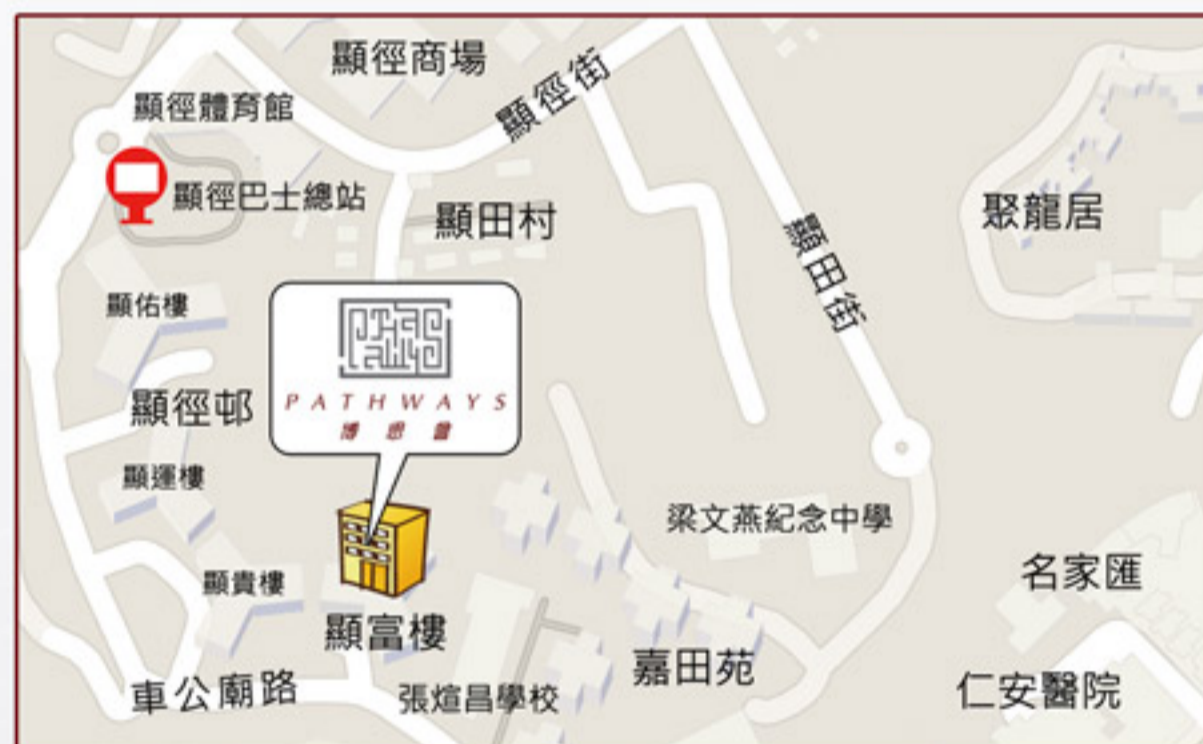 顯徑商場
顯徑街
顯徑體育館
顯徑巴士總站
顯田村
顯田街
聚龍居
顯佑樓
PATHWAYS
PATHWAYS
博思會
顯徑邨
顯運樓
梁文燕紀念中學
名家匯
顯貴樓
顯富樓
嘉田苑
仁安醫院
車公廟路
張煊昌學校